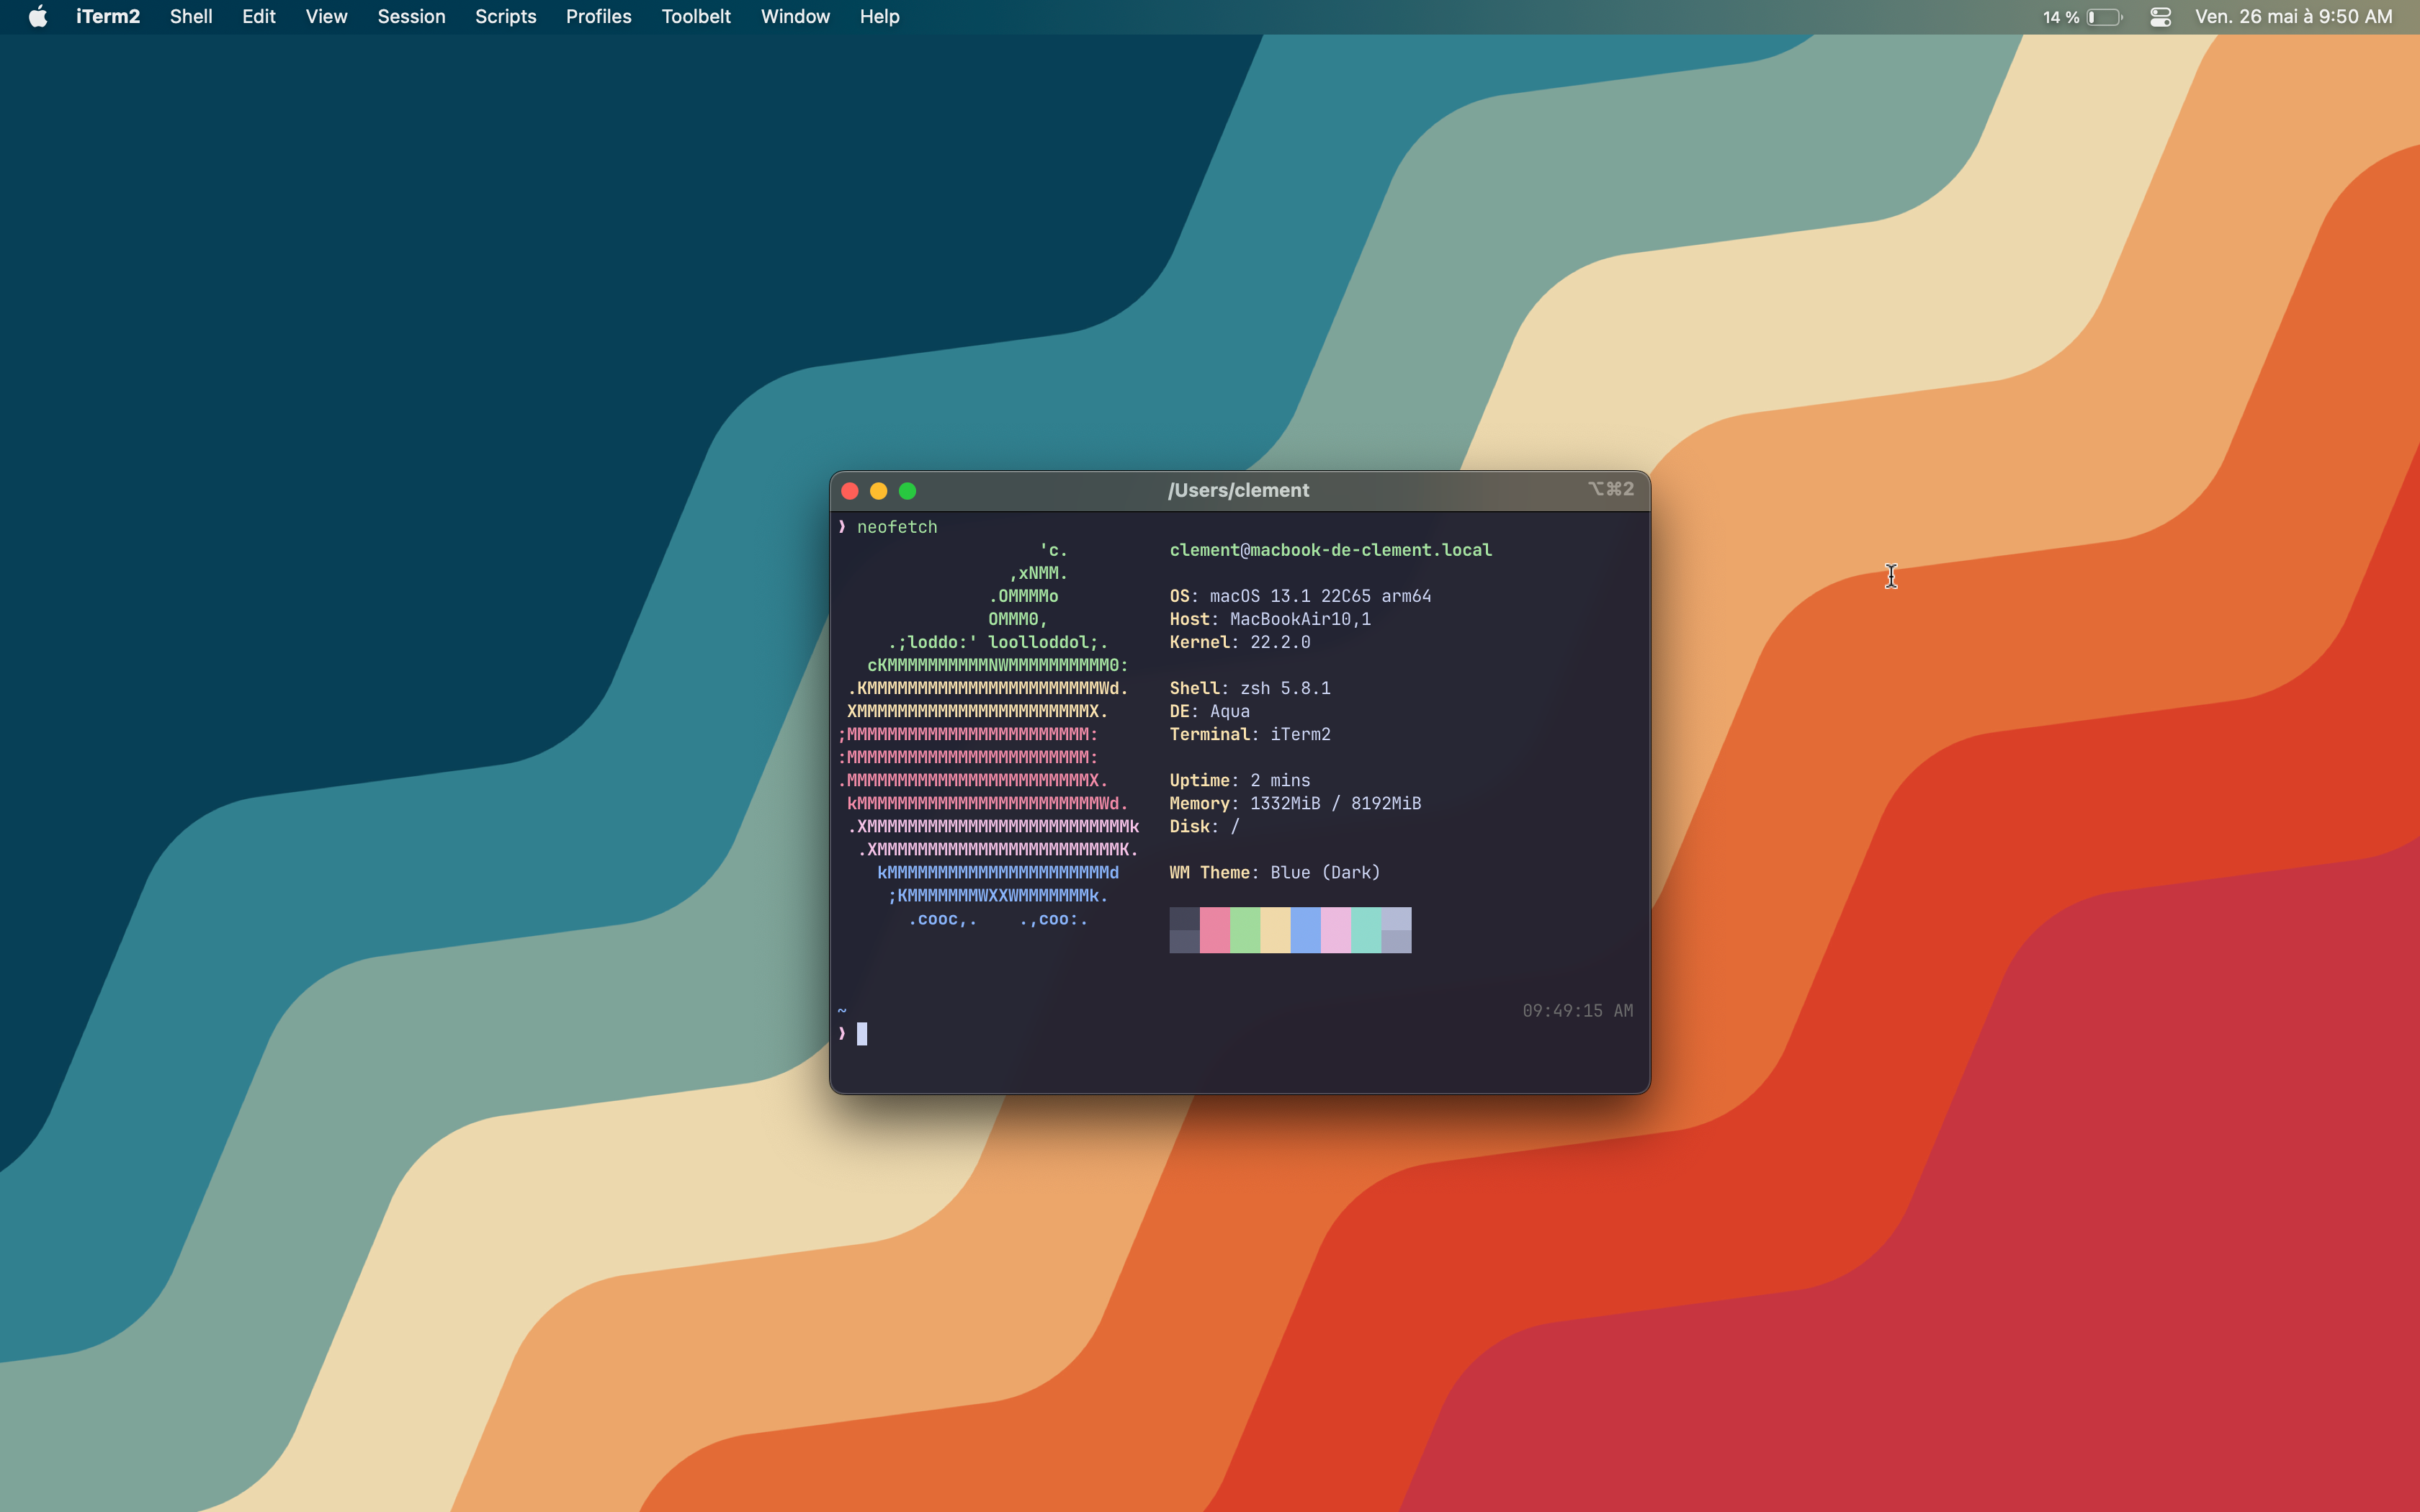 iTerm2 Shell Edit View Session Scripts Profiles Toolbelt Window Help 14 % Ven. 26 mai à 9:50 AM
/Users/clement ⌥⌘2
❯ neofetch
'c. clement@macbook-de-clement.local
,xNMM.
.OMMMMo OS: macOS 13.1 22C65 arm64
OMMM0, Host: MacBookAir10,1
.;loddo:' loolloddol;. Kernel: 22.2.0
cKMMMMMMMMMMNWMMMMMMMMMM0:
.KMMMMMMMMMMMMMMMMMMMMMMMWd. Shell: zsh 5.8.1
XMMMMMMMMMMMMMMMMMMMMMMMX. DE: Aqua
;MMMMMMMMMMMMMMMMMMMMMMMM: Terminal: iTerm2
:MMMMMMMMMMMMMMMMMMMMMMMM:
.MMMMMMMMMMMMMMMMMMMMMMMMX. Uptime: 2 mins
kMMMMMMMMMMMMMMMMMMMMMMMMWd. Memory: 1332MiB / 8192MiB
.XMMMMMMMMMMMMMMMMMMMMMMMMMMk Disk: /
.XMMMMMMMMMMMMMMMMMMMMMMMMK.
kMMMMMMMMMMMMMMMMMMMMMMd WM Theme: Blue (Dark)
;KMMMMMMMWXXWMMMMMMMk.
.cooc,. .,coo:.
~ 09:49:15 AM
❯